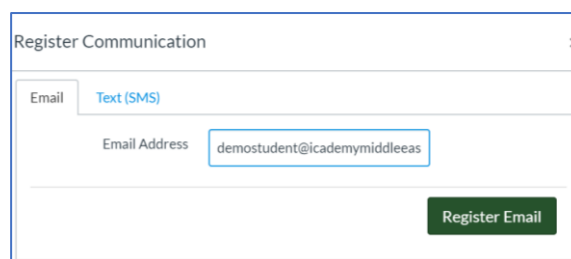 Register Communication
Email Text (SMS)
Email Address demostudent@icademymiddleeas
Register Email